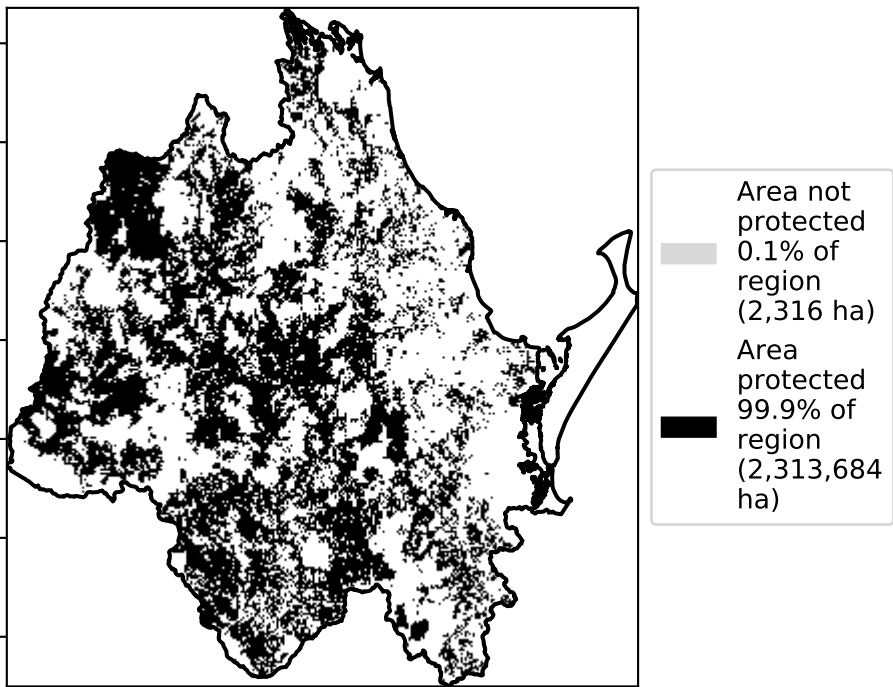 Area not
protected
0.1% of
region
(2,316 ha)
Area
protected
99.9% of
region
(2,313,684
ha)